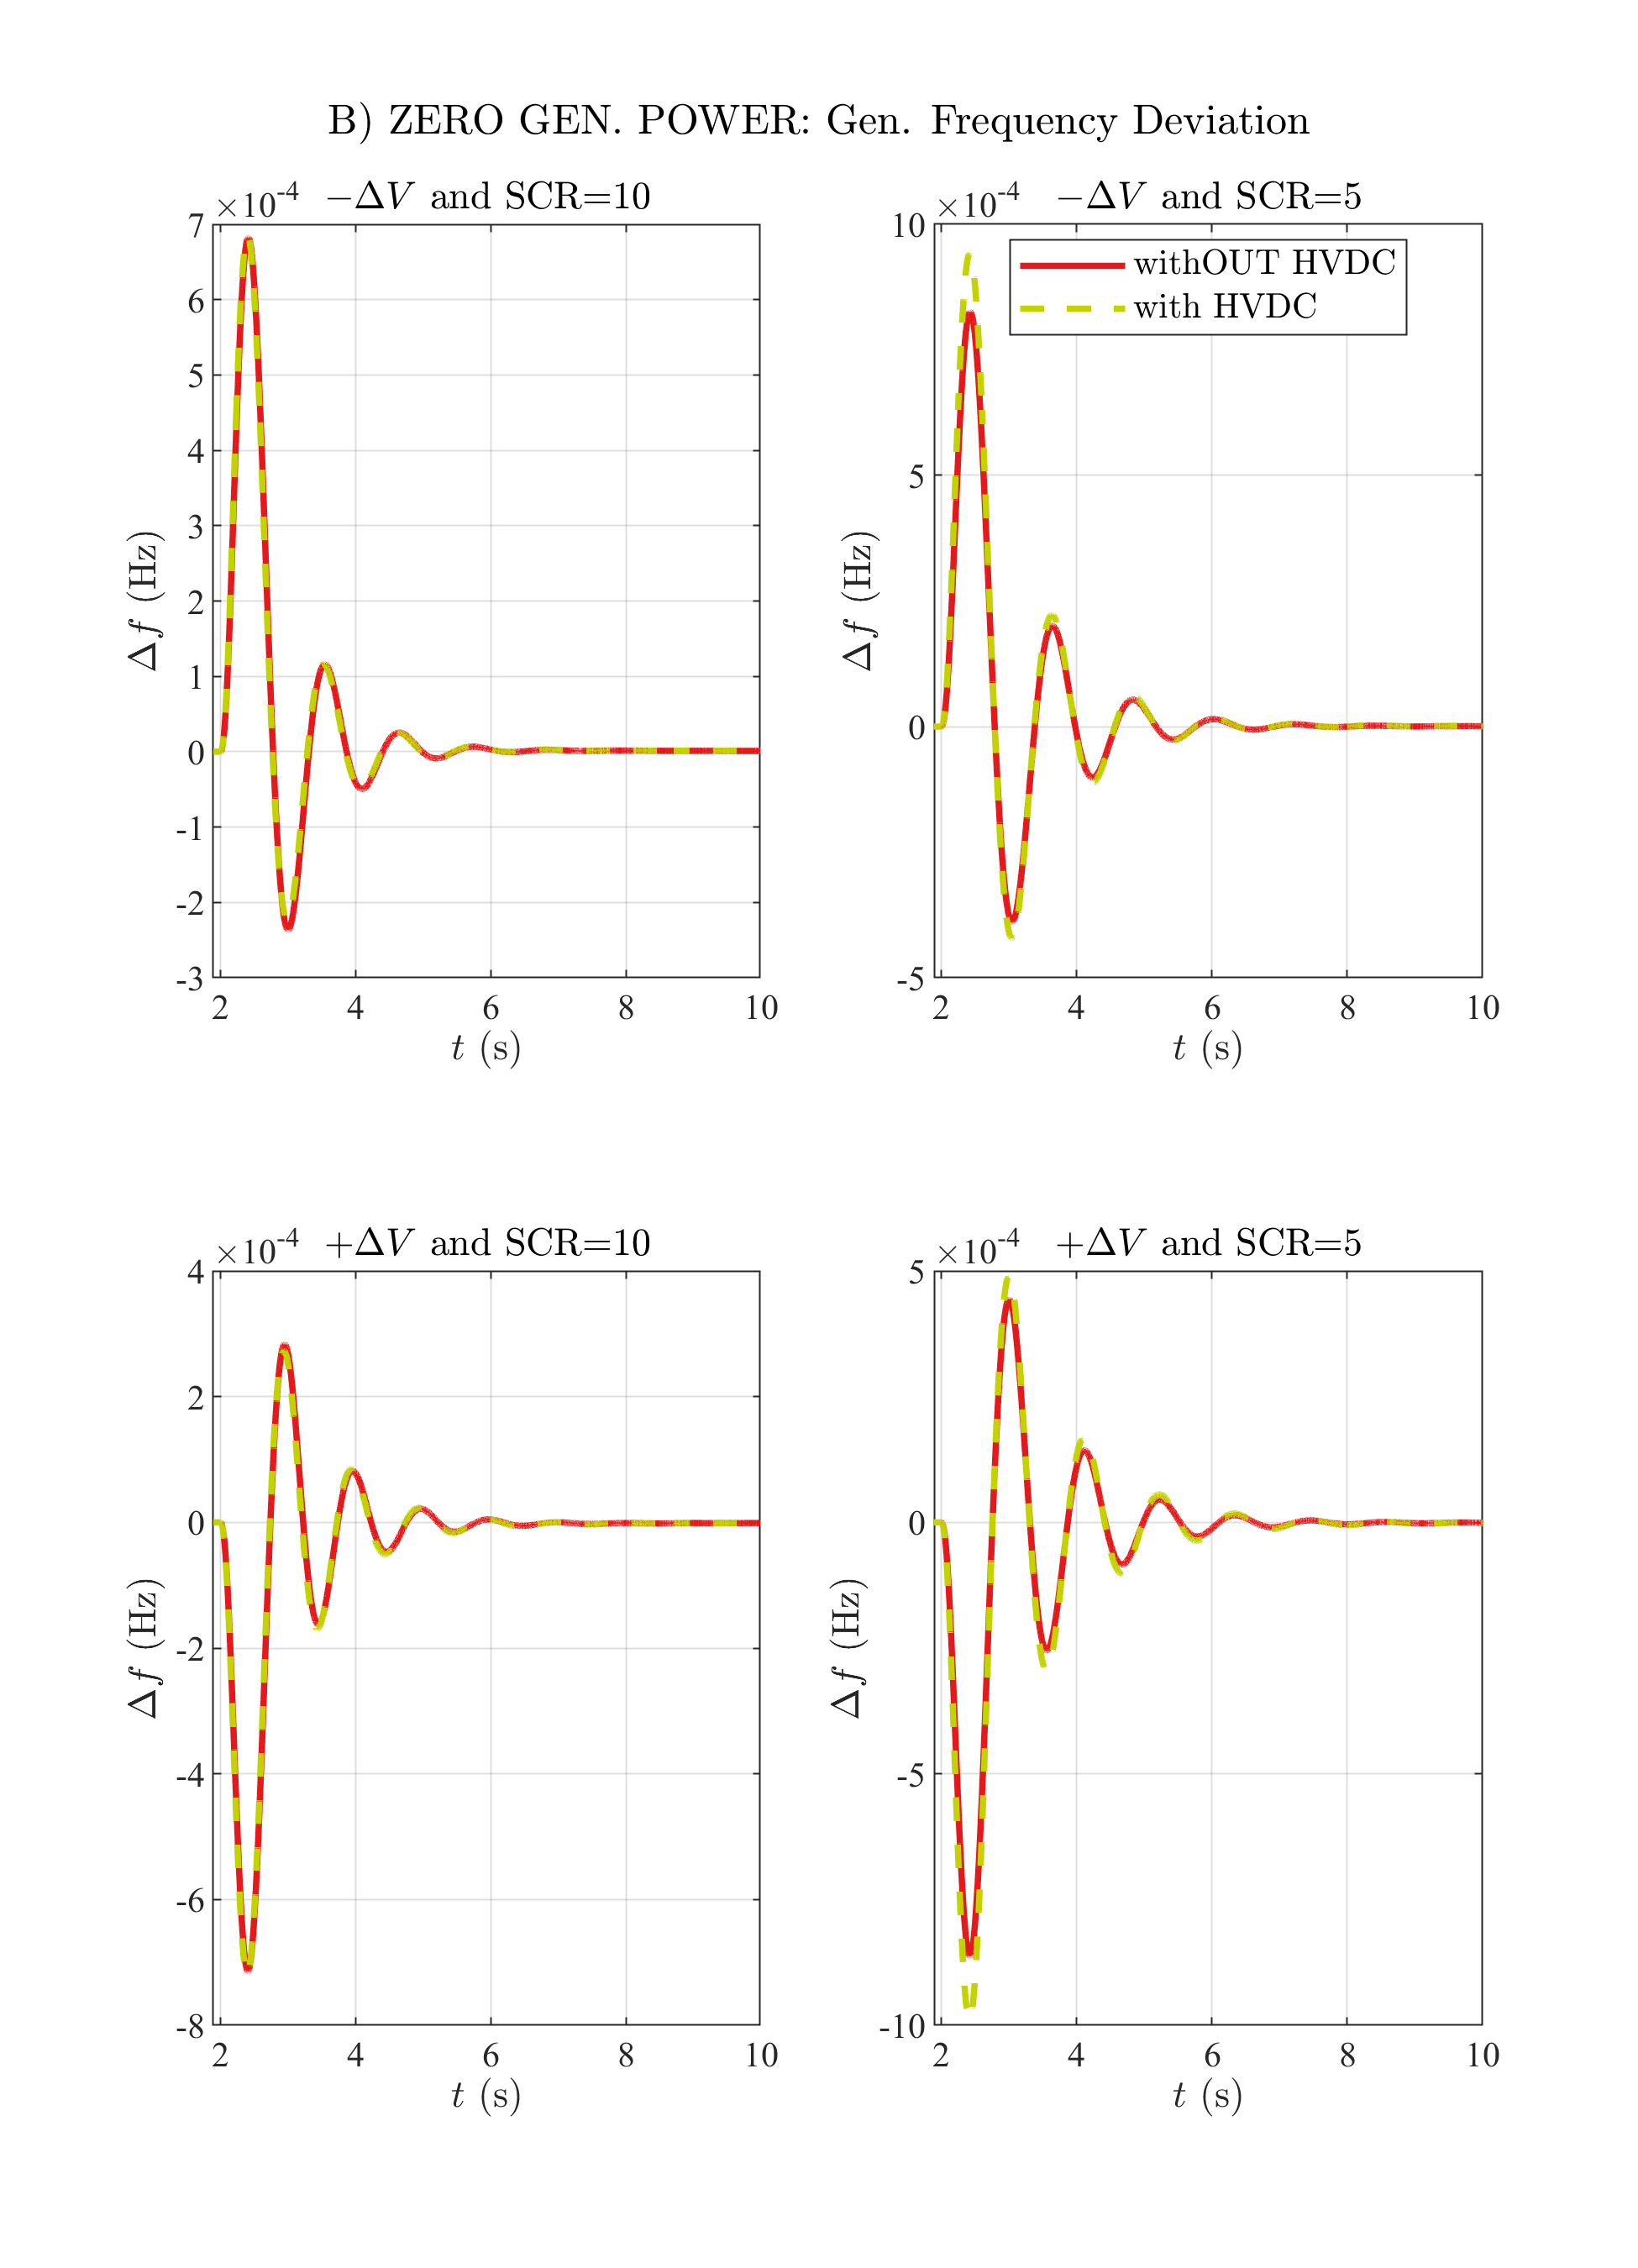 B) ZERO GEN. POWER: Gen. Frequency Deviation
×10-4 −ΔV and SCR=10
7
6
5
4
3
2
1
0
-1
-2
-3
Δf (Hz)
2 4 6 8 10
t (s)
×10-4 −ΔV and SCR=5
10
5
0
-5
withOUT HVDC
with HVDC
Δf (Hz)
2 4 6 8 10
t (s)
×10-4 +ΔV and SCR=10
4
2
0
-2
-4
-6
-8
Δf (Hz)
2 4 6 8 10
t (s)
×10-4 +ΔV and SCR=5
5
0
-5
-10
Δf (Hz)
2 4 6 8 10
t (s)